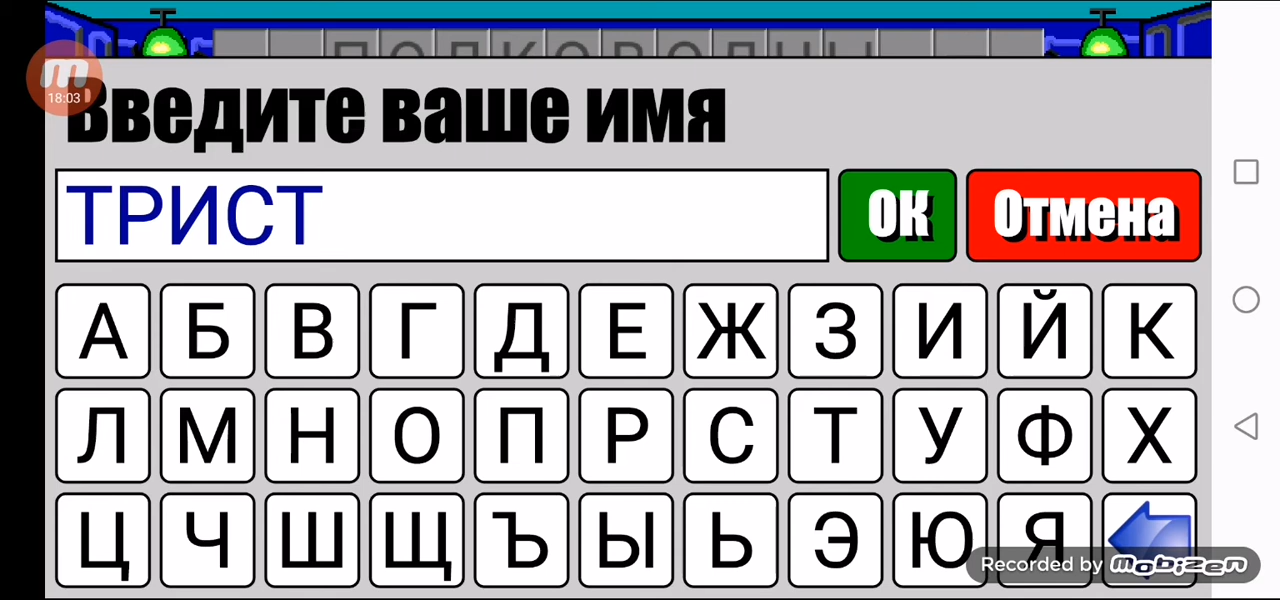 18:03
Введите ваше имя
ТРИСТ
ОК Отмена
А Б В Г Д Е Ж З И Й К
Л М Н О П Р С Т У Ф Х
Ц Ч Ш Щ Ъ Ы Ь Э Ю Я
Recorded by mobizen